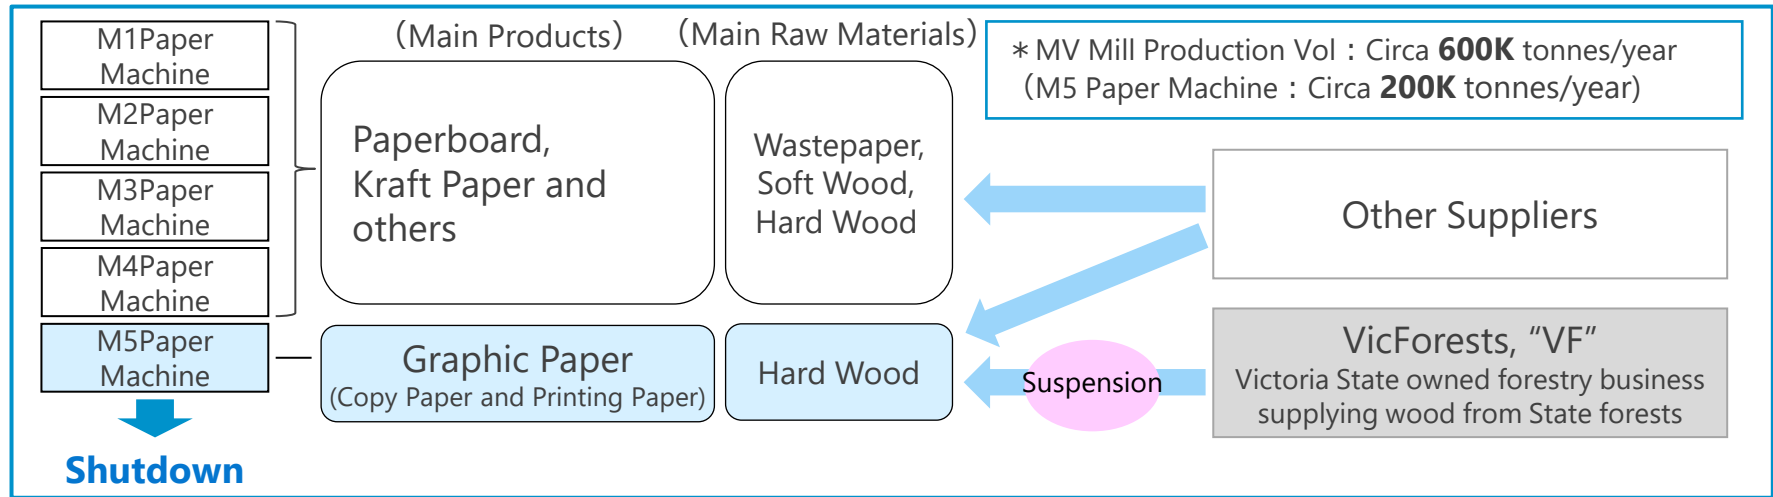 M1Paper
Machine
M2Paper
Machine
M3Paper
Machine
M4Paper
Machine
M5Paper
Machine
Shutdown
（Main Products）
Paperboard,
Kraft Paper and
others
Graphic Paper
(Copy Paper and Printing Paper)
（Main Raw Materials）
Wastepaper,
Soft Wood,
Hard Wood
Hard Wood
＊MV Mill Production Vol：Circa 600K tonnes/year
（M5 Paper Machine：Circa 200K tonnes/year)
Other Suppliers
Suspension
VicForests, “VF”
Victoria State owned forestry business
supplying wood from State forests